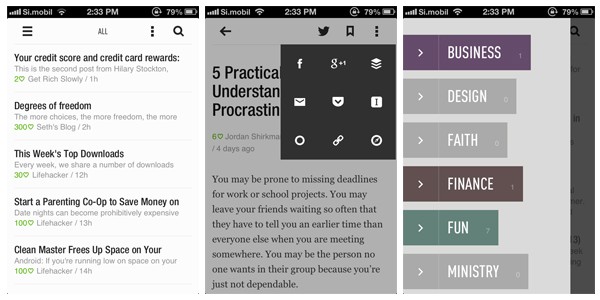 Si.mobil 2:33 PM 79%
ALL
Your credit score and credit card rewards:
This is the second post from Hilary Stockton,
2 Get Rich Slowly / 1h
Degrees of freedom
The more choices, the more freedom, the more
300 Seth's Blog / 2h
This Week's Top Downloads
Every week, we share a number of downloads
30 Lifehacker / 12h
Start a Parenting Co-Op to Save Money on
Date nights can become prohibitively expensive
100 Lifehacker / 13h
Clean Master Frees Up Space on Your
Android: If you're running low on space on your
100 Lifehacker / 14h
Si.mobil 2:33 PM 79%
f g+1
5 Practical
Understan
Procrastin
6 Jordan Shirkma
/ 4 days ago
You may be prone to missing deadlines
for work or school projects. You may
leave your friends waiting so often that
they have to tell you an earlier time than
everyone else when you are meeting
somewhere. You may be the person no
one wants in their group because you're
just not dependable.
Si.mobil 2:33 PM 79%
BUSINESS 1
DESIGN 0
FAITH 0
FINANCE 1
FUN 7
MINISTRY 0